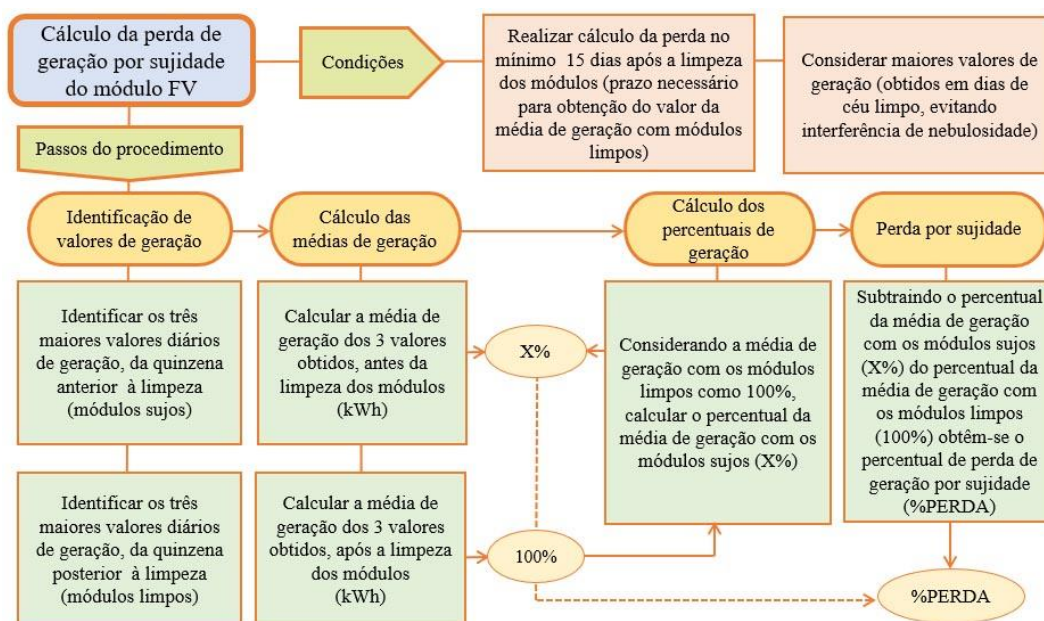 Cálculo da perda de
geração por sujidade
do módulo FV
Condições
Realizar cálculo da perda no
mínimo 15 dias após a limpeza
dos módulos (prazo necessário
para obtenção do valor da
média de geração com módulos
limpos)
Considerar maiores valores de
geração (obtidos em dias de
céu limpo, evitando
interferência de nebulosidade)
Passos do procedimento
Identificação de
valores de geração
Cálculo das
médias de geração
Cálculo dos
percentuais de
geração
Perda por sujidade
Identificar os três
maiores valores diários
de geração, da quinzena
anterior à limpeza
(módulos sujos)
Calcular a média de
geração dos 3 valores
obtidos, antes da
limpeza dos módulos
(kWh)
X%
Considerando a média de
geração com os módulos
limpos como 100%,
calcular o percentual da
média de geração com os
módulos sujos (X%)
Subtraindo o percentual
da média de geração
com os módulos sujos
(X%) do percentual da
média de geração com
os módulos limpos
(100%) obtêm-se o
percentual de perda de
geração por sujidade
(%PERDA)
Identificar os três
maiores valores diários
de geração, da quinzena
posterior à limpeza
(módulos limpos)
Calcular a média de
geração dos 3 valores
obtidos, após a limpeza
dos módulos
(kWh)
100%
%PERDA